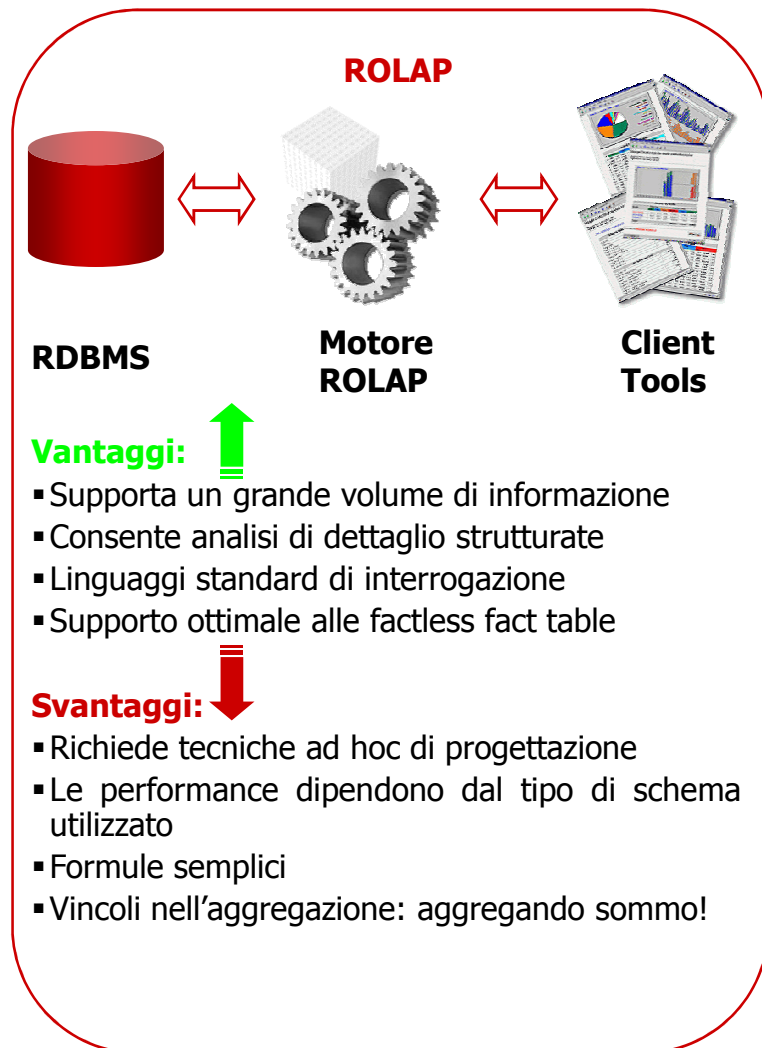 ROLAP
RDBMS
Motore
ROLAP
Client
Tools
Vantaggi:
▪Supporta un grande volume di informazione
▪Consente analisi di dettaglio strutturate
▪Linguaggi standard di interrogazione
▪Supporto ottimale alle factless fact table
Svantaggi:
▪Richiede tecniche ad hoc di progettazione
▪Le performance dipendono dal tipo di schema
utilizzato
▪Formule semplici
▪Vincoli nell’aggregazione: aggregando sommo!